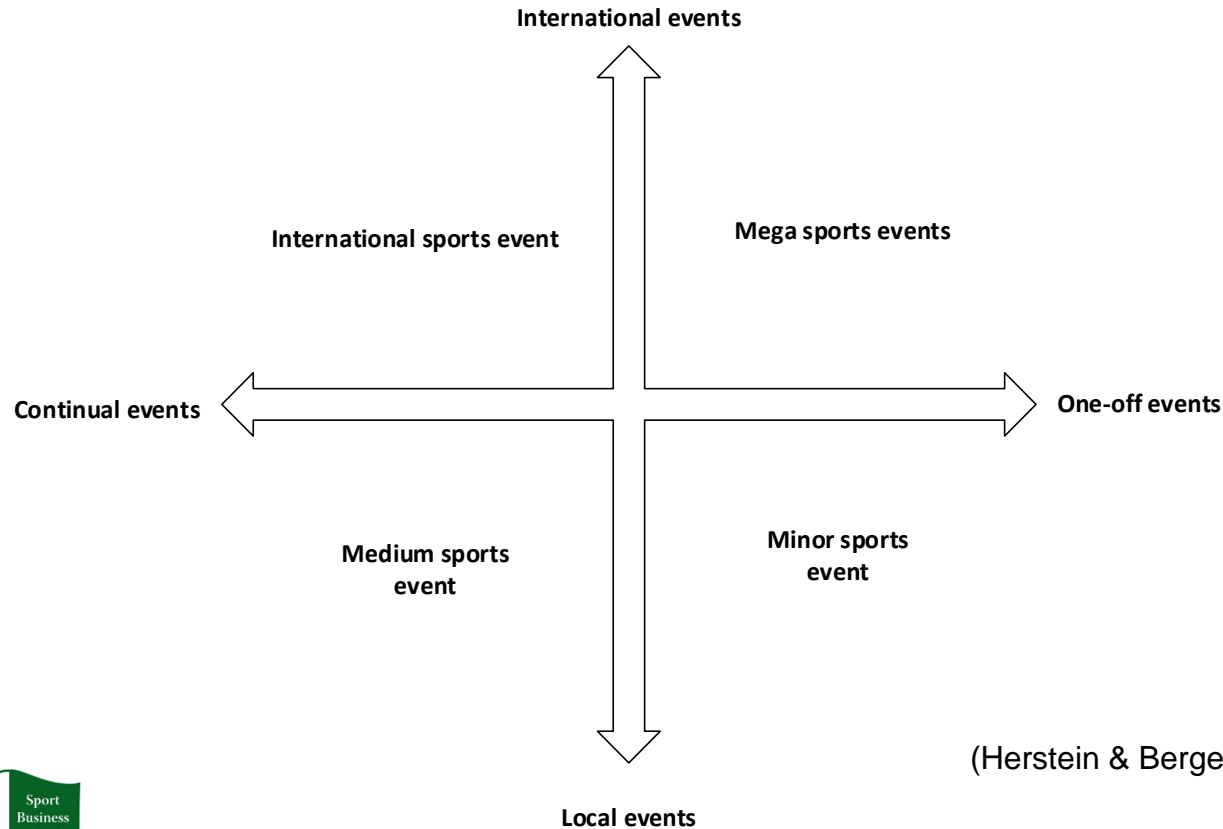 International events
International sports event
Mega sports events
Continual events
One-off events
Medium sports
event
Minor sports
event
(Herstein & Berge
Sport
Business
Local events